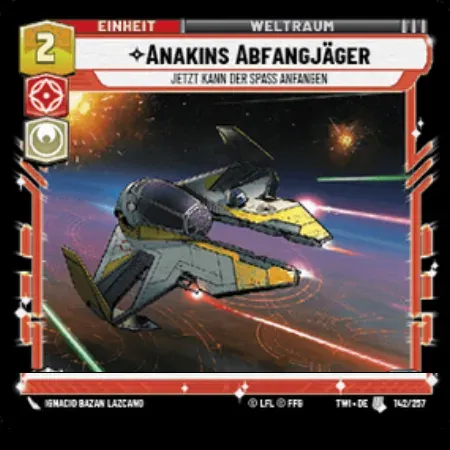 EINHEIT WELTRAUM
2
ANAKINS ABFANGJÄGER
JETZT KANN DER SPASS ANFANGEN
IGNACIO BAZAN LAZCANO © LFL © FFG TWI • DE 142/257